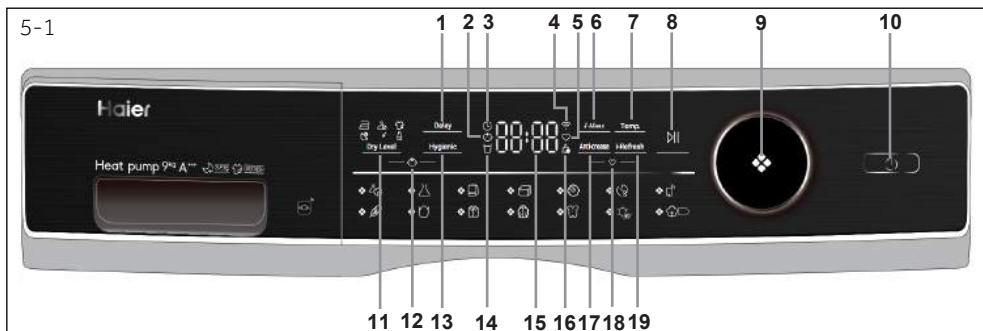 5-1
1 2 3 4 5 6 7 8 9 10
Haier
Delay
Temp.
88:88
Dry Level
Hygienic
Anticrease
i-Refresh
Heat pump 9kg A+++
11 12 13 14 15 16 17 18 19